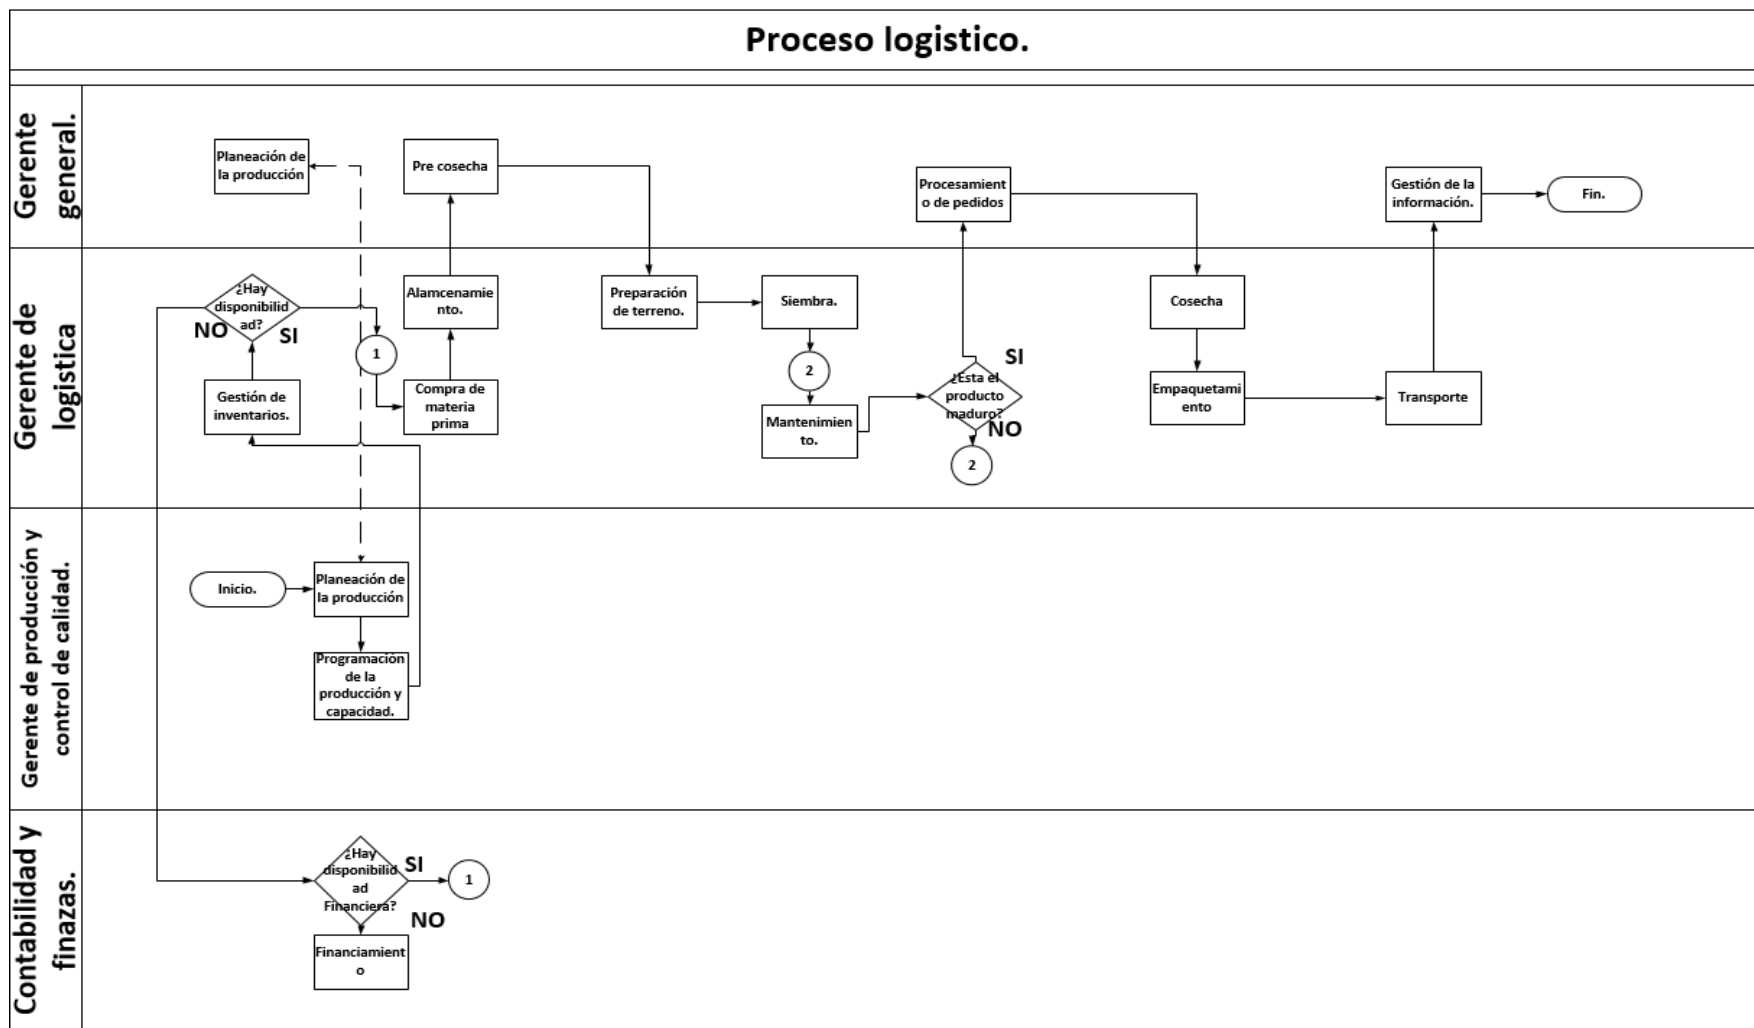 Proceso logistico.
Gerente
general.
Planeación de
la producción
Pre cosecha
Procesamient
o de pedidos
Gestión de la
información.
Fin.
Gerente de
logistica
¿Hay
disponibilid
ad?
NO
SI
1
Gestión de
inventarios.
Alamcenamie
nto.
Compra de
materia
prima
Preparación
de terreno.
Siembra.
2
Mantenimie
nto.
¿Esta el
producto
maduro?
SI
NO
2
Cosecha
Empaquetami
ento
Transporte
Gerente de producción y
control de calidad.
Inicio.
Planeación de
la producción
Programación
de la
producción y
capacidad.
Contabilidad y
finazas.
¿Hay
disponibilid
ad
Financiera?
SI
1
NO
Financiamient
o